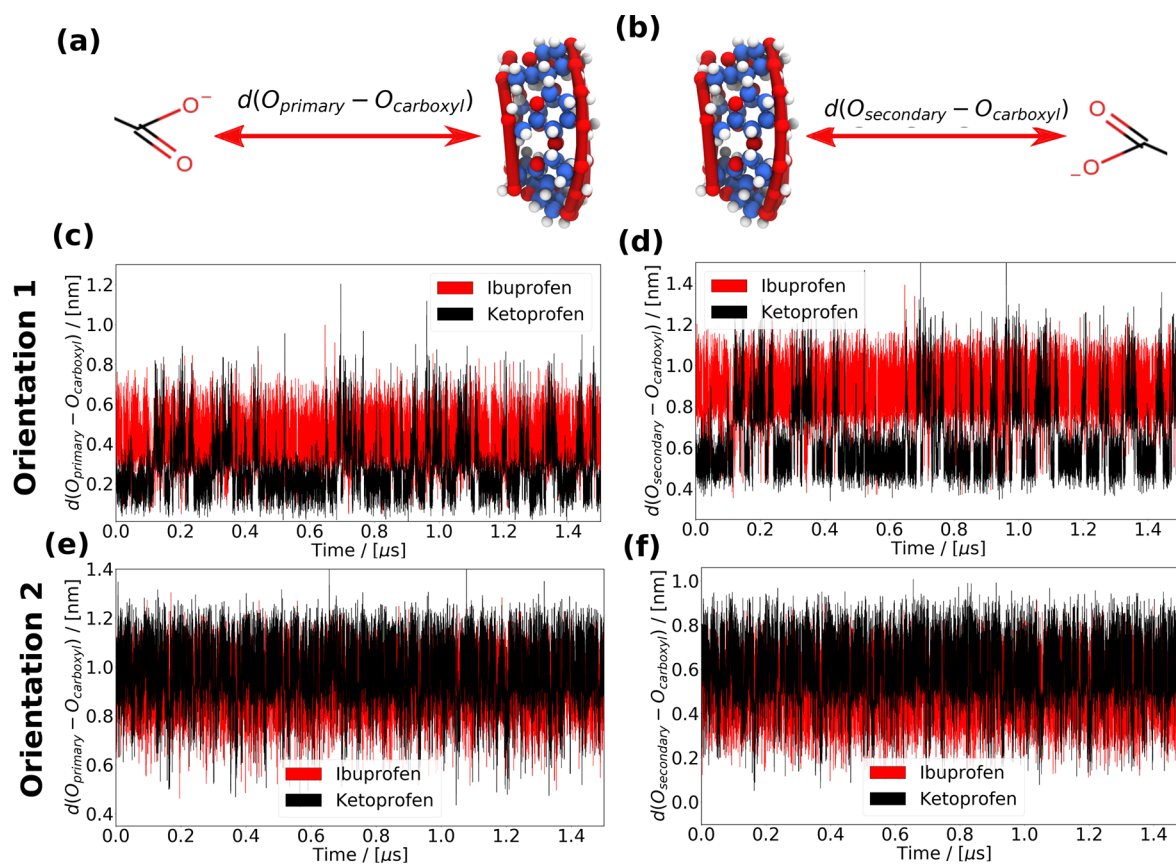 (a)
(b)
d(O_primary − O_carboxyl)
d(O_secondary − O_carboxyl)
O⁻
O
O
⁻O
Orientation 1
(c)
(d)
d(O_primary − O_carboxyl) / [nm]
1.2
1.0
0.8
0.6
0.4
0.2
Ibuprofen
Ketoprofen
0.0 0.2 0.4 0.6 0.8 1.0 1.2 1.4
Time / [μs]
d(O_secondary − O_carboxyl) / [nm]
1.4
1.2
1.0
0.8
0.6
0.4
Ibuprofen
Ketoprofen
0.0 0.2 0.4 0.6 0.8 1.0 1.2 1.4
Time / [μs]
Orientation 2
(e)
(f)
d(O_primary − O_carboxyl) / [nm]
1.4
1.2
1.0
0.8
0.6
0.4
Ibuprofen
Ketoprofen
0.0 0.2 0.4 0.6 0.8 1.0 1.2 1.4
Time / [μs]
d(O_secondary − O_carboxyl) / [nm]
1.0
0.8
0.6
0.4
0.2
0.0
Ibuprofen
Ketoprofen
0.0 0.2 0.4 0.6 0.8 1.0 1.2 1.4
Time / [μs]